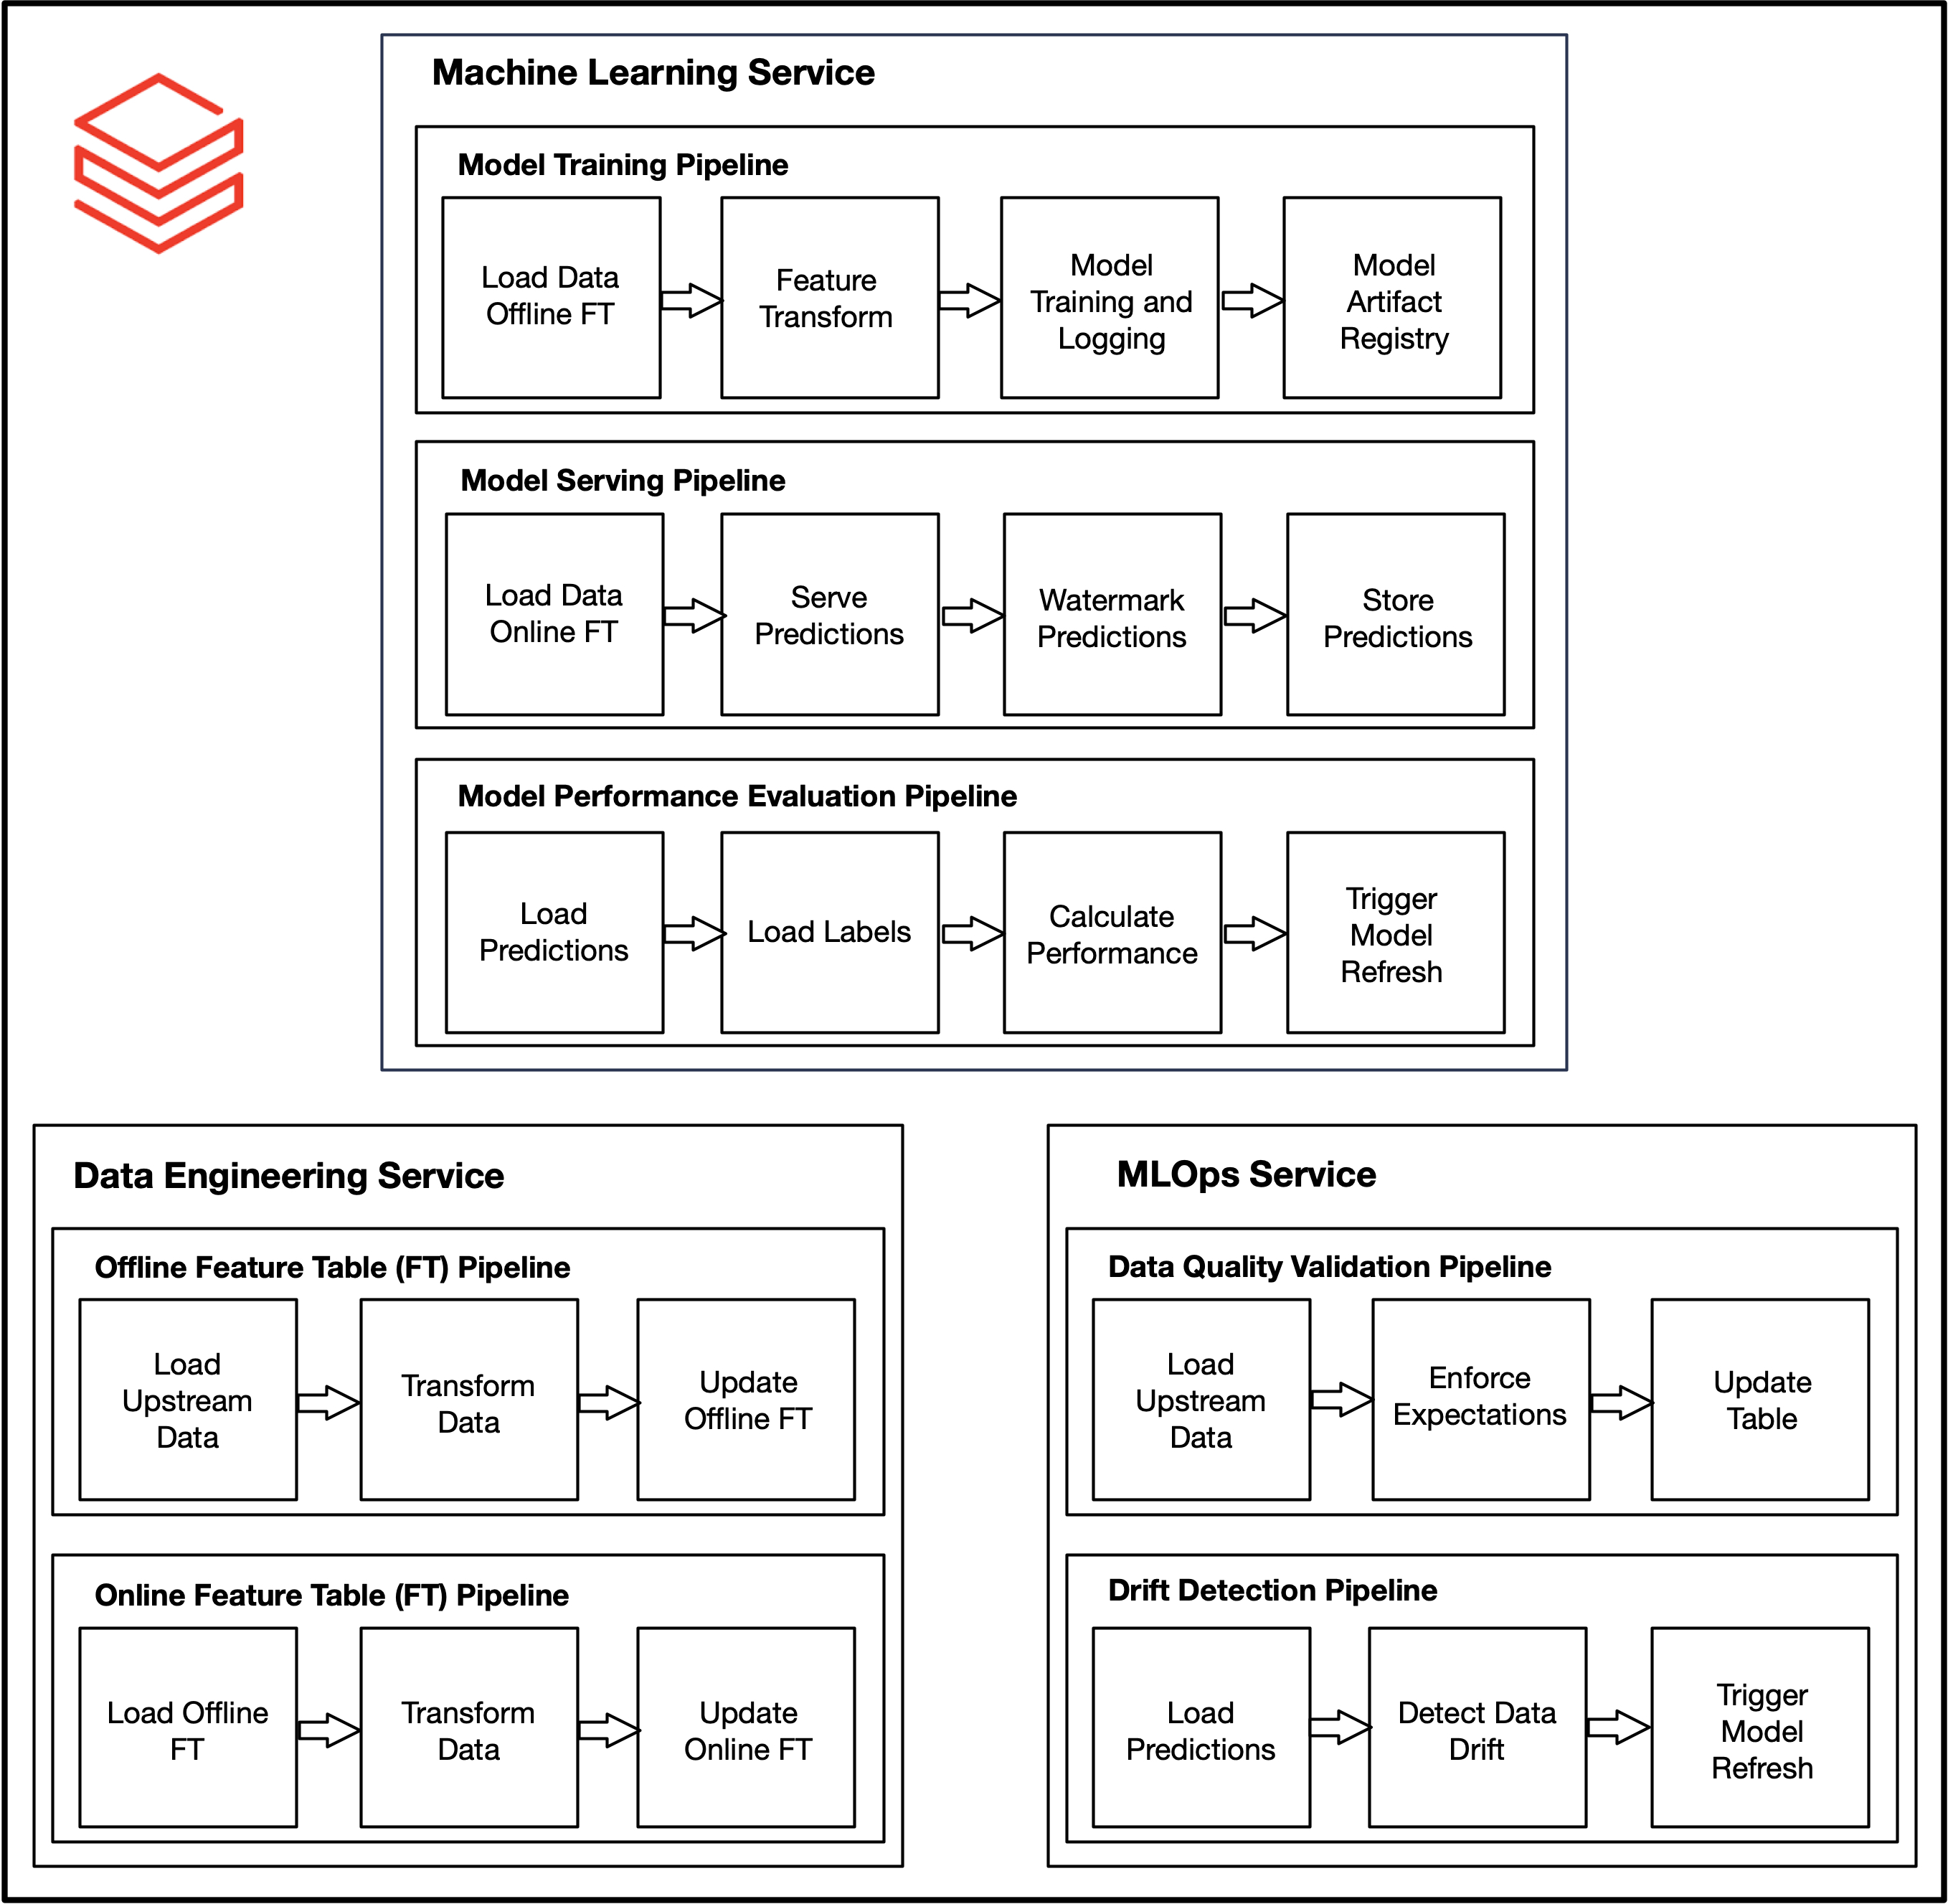 Machine Learning Service
Model Training Pipeline
Load Data
Offline FT
Feature
Transform
Model
Training and
Logging
Model
Artifact
Registry
Model Serving Pipeline
Load Data
Online FT
Serve
Predictions
Watermark
Predictions
Store
Predictions
Model Performance Evaluation Pipeline
Load
Predictions
Load Labels
Calculate
Performance
Trigger
Model
Refresh
Data Engineering Service
Offline Feature Table (FT) Pipeline
Load
Upstream
Data
Transform
Data
Update
Offline FT
Online Feature Table (FT) Pipeline
Load Offline
FT
Transform
Data
Update
Online FT
MLOps Service
Data Quality Validation Pipeline
Load
Upstream
Data
Enforce
Expectations
Update
Table
Drift Detection Pipeline
Load
Predictions
Detect Data
Drift
Trigger
Model
Refresh